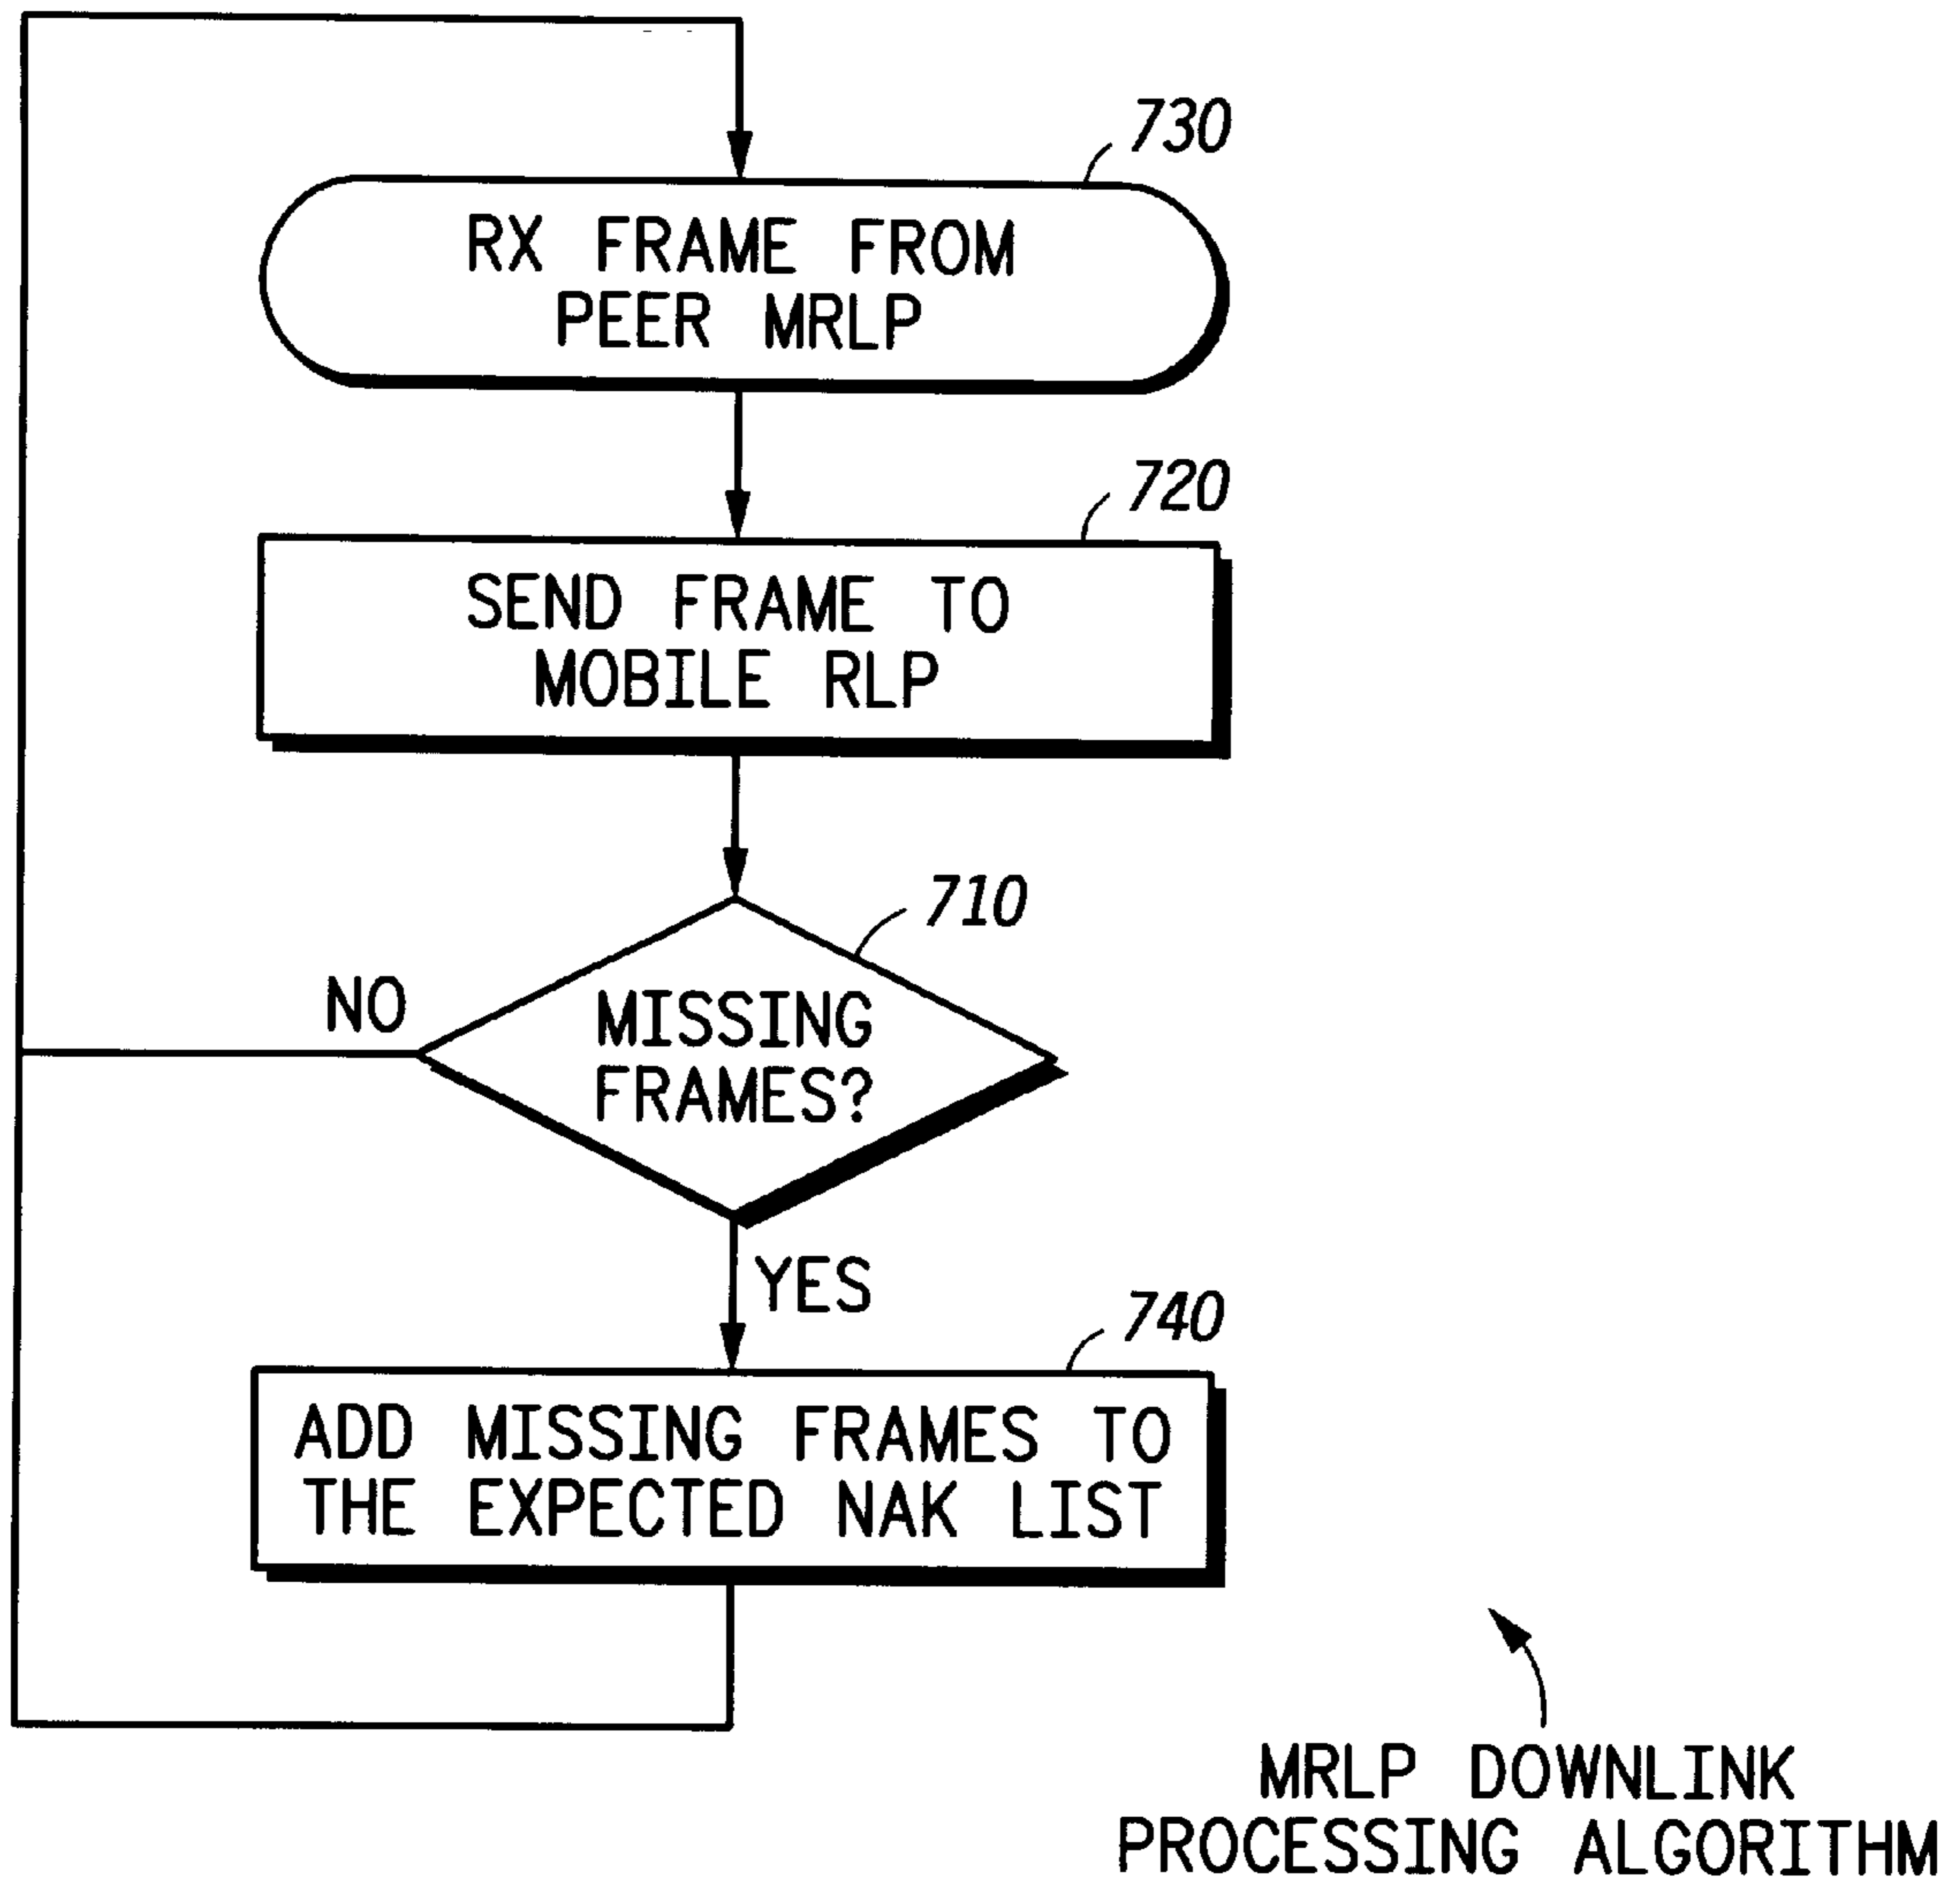 730
RX FRAME FROM
PEER MRLP
720
SEND FRAME TO
MOBILE RLP
710
NO
MISSING
FRAMES?
YES
740
ADD MISSING FRAMES TO
THE EXPECTED NAK LIST
MRLP DOWNLINK
PROCESSING ALGORITHM